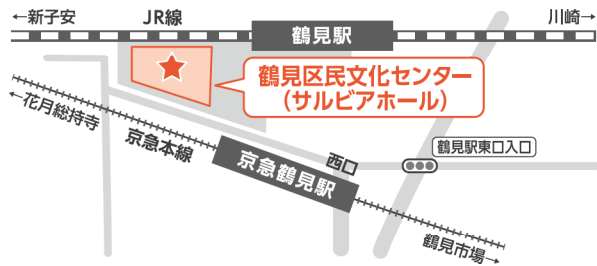 ←新子安
JR線
鶴見駅
川崎→
鶴見区民文化センター
（サルビアホール）
←花月総持寺
京急本線
京急鶴見駅
西口
鶴見駅東口入口
鶴見市場→